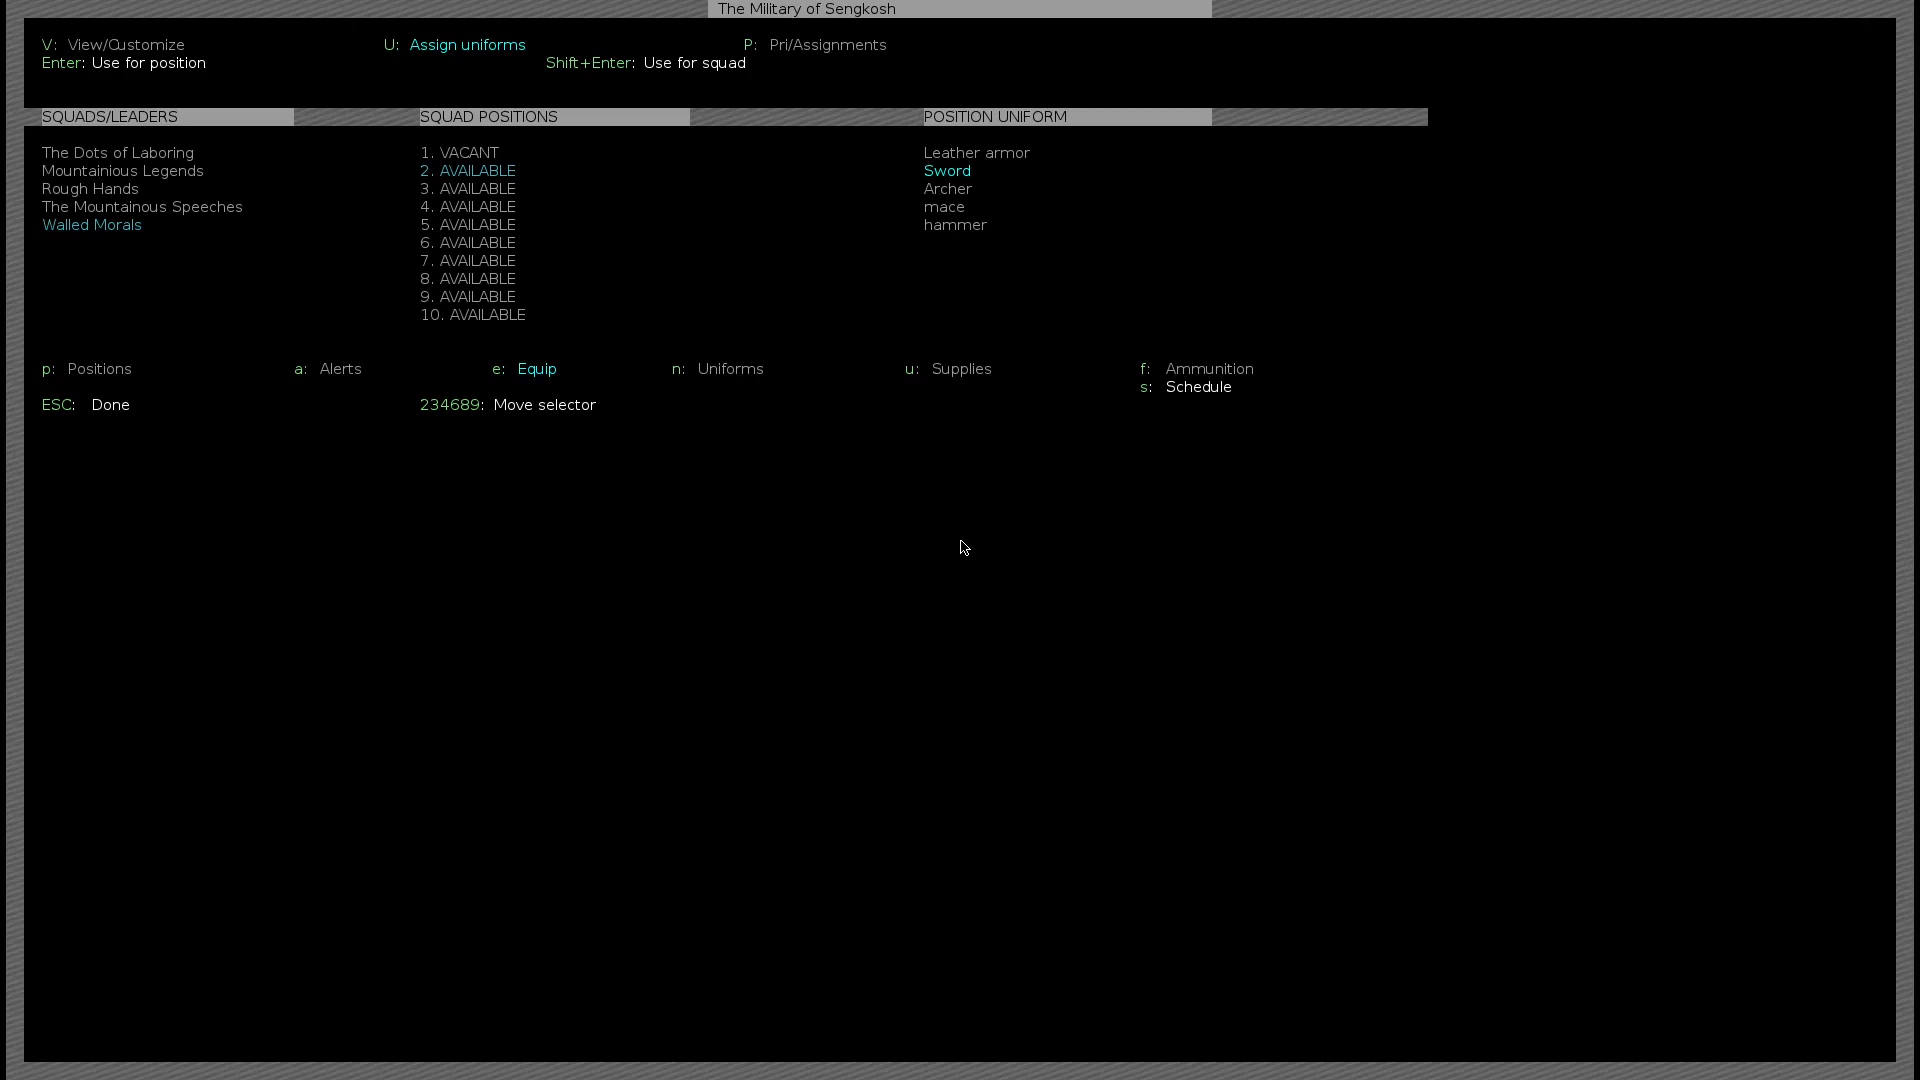 The Military of Sengkosh
V: View/Customize U: Assign uniforms P: Pri/Assignments
Enter: Use for position Shift+Enter: Use for squad
SQUADS/LEADERS SQUAD POSITIONS POSITION UNIFORM
The Dots of Laboring 1. VACANT Leather armor
Mountainious Legends 2. AVAILABLE Sword
Rough Hands 3. AVAILABLE Archer
The Mountainous Speeches 4. AVAILABLE mace
Walled Morals 5. AVAILABLE hammer
6. AVAILABLE
7. AVAILABLE
8. AVAILABLE
9. AVAILABLE
10. AVAILABLE
p: Positions a: Alerts e: Equip n: Uniforms u: Supplies f: Ammunition
s: Schedule
ESC: Done 234689: Move selector